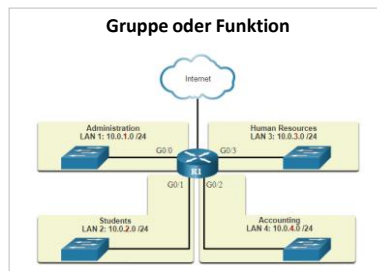 Gruppe oder Funktion
Internet
Administration
LAN 1: 10.0.1.0 /24
Human Resources
LAN 3: 10.0.3.0 /24
G0/0
G0/3
R1
G0/1
G0/2
Students
LAN 2: 10.0.2.0 /24
Accounting
LAN 4: 10.0.4.0 /24